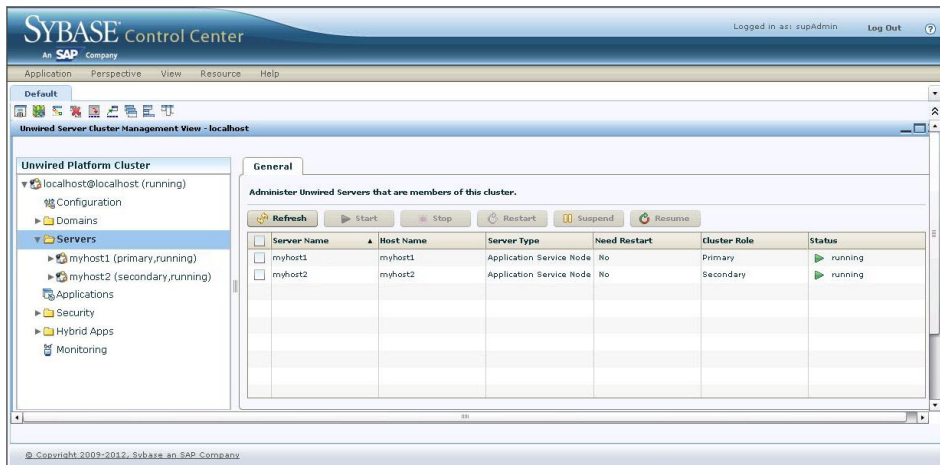 SYBASE Control Center
An SAP Company
Logged in as: supAdmin Log Out ?
Application Perspective View Resource Help
Default
Unwired Server Cluster Management View - localhost
Unwired Platform Cluster
localhost@localhost (running)
Configuration
Domains
Servers
myhost1 (primary,running)
myhost2 (secondary,running)
Applications
Security
Hybrid Apps
Monitoring
General
Administer Unwired Servers that are members of this cluster.
Refresh Start Stop Restart Suspend Resume
Server Name Host Name Server Type Need Restart Cluster Role Status
myhost1 myhost1 Application Service Node No Primary running
myhost2 myhost2 Application Service Node No Secondary running
© Copyright 2009-2012, Sybase an SAP Company